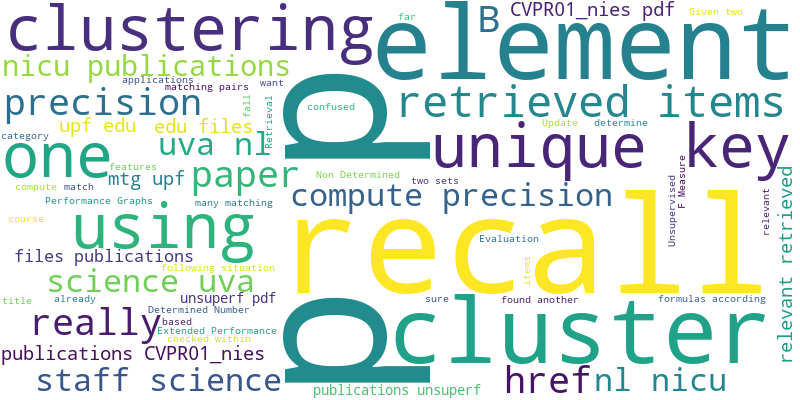 clustering
element
B
CVPR01_nies pdf
Given two
far
nicu publications
applications
matching pairs
want
precision
p
confused
retrieved items
fall
Retrieval
upf edu
edu files
Update
determine
category
one
uva nl
unique key
features
mtg upf
paper
Non Determined
two sets
compute
match
compute precision
Unsupervised
F Measure
relevant
relevant retrieved
Performance Graphs
many matching
course
using
recall
Evaluation
files publications
following situation
items
science uva
title
already
unsuperf pdf
sure
found another
formulas according
Determined Number
really
based
Extended Performance
checked within
p
cluster
publications CVPR01_nies
staff science
publications unsuperf
href
nl nicu